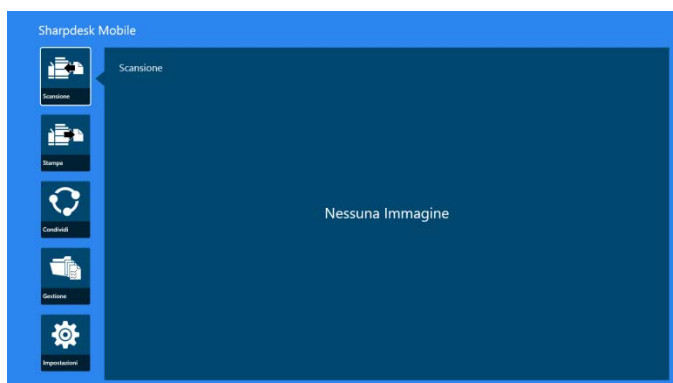 Sharpdesk Mobile
Scansione
Scansione
Stampa
Condividi
Gestione
Impostazioni
Nessuna Immagine